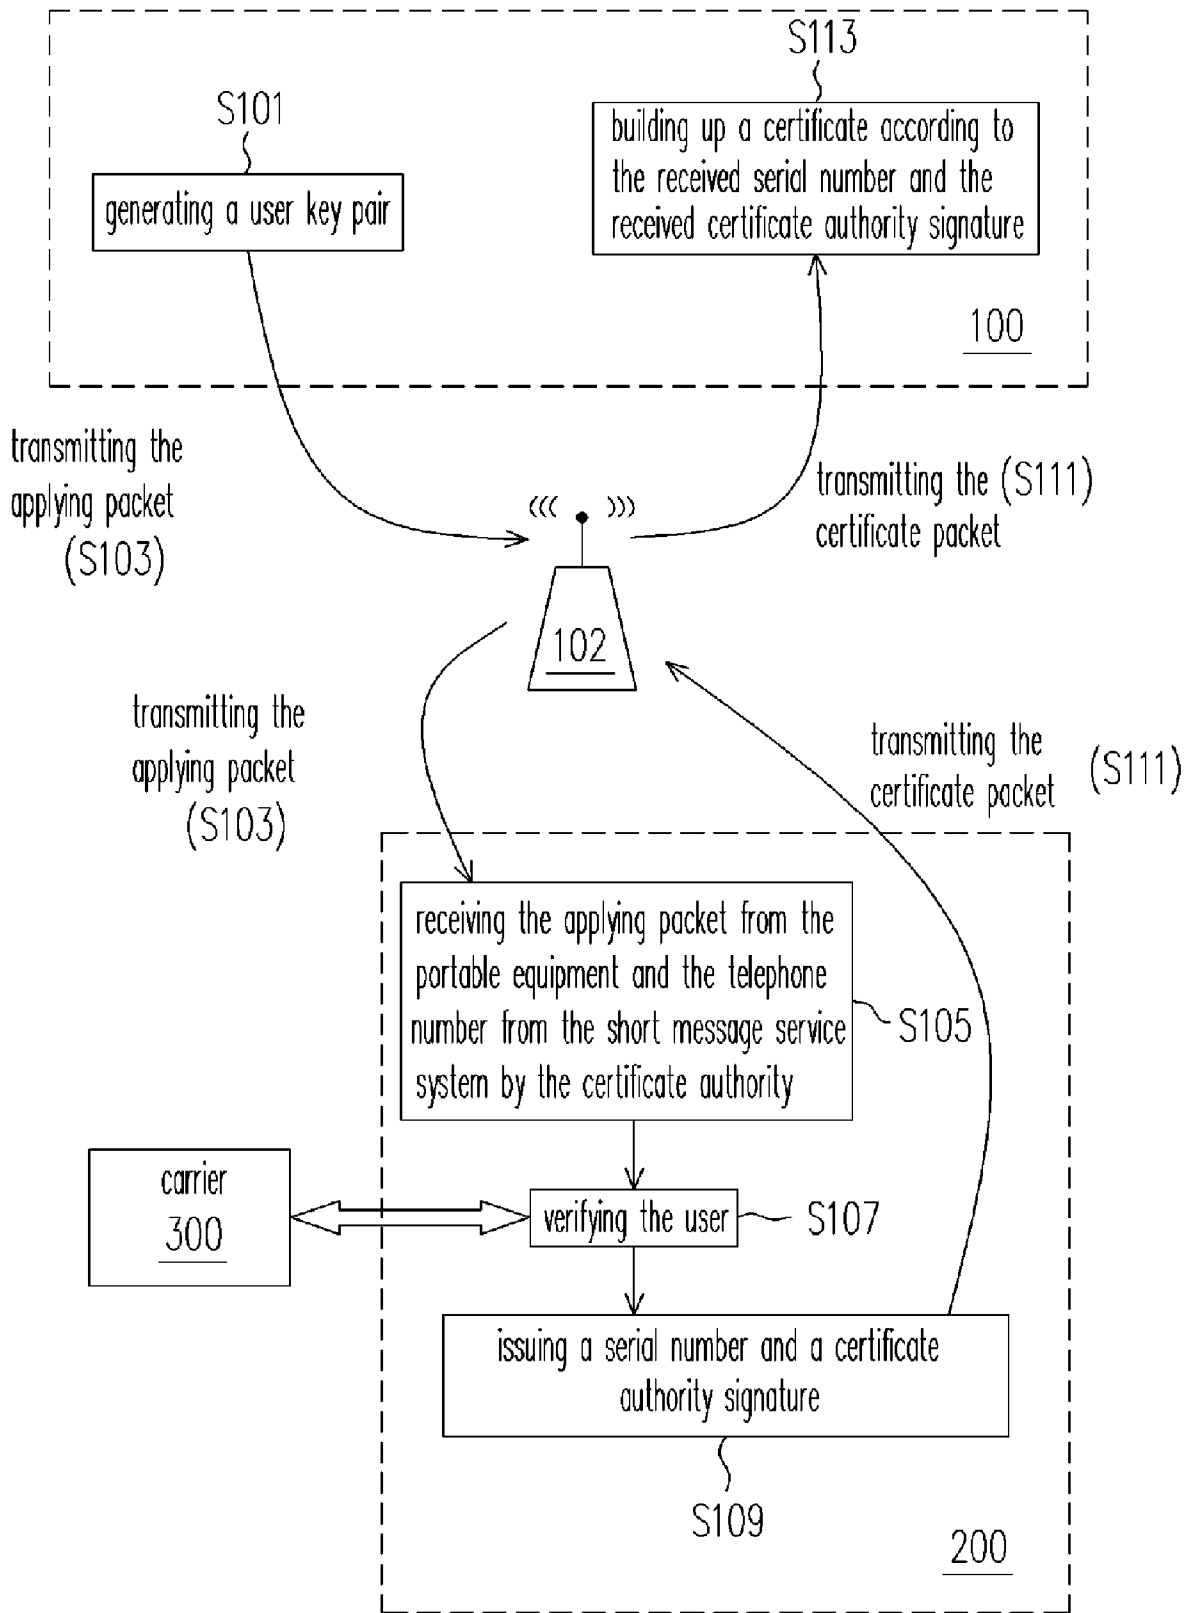 S113
S101
building up a certificate according to
the received serial number and the
received certificate authority signature
generating a user key pair
100
transmitting the
applying packet
(S103)
transmitting the (S111)
certificate packet
((( )))
102
transmitting the
applying packet
(S103)
transmitting the
certificate packet
(S111)
receiving the applying packet from the
portable equipment and the telephone
number from the short message service
system by the certificate authority
S105
carrier
300
verifying the user
S107
issuing a serial number and a certificate
authority signature
S109
200